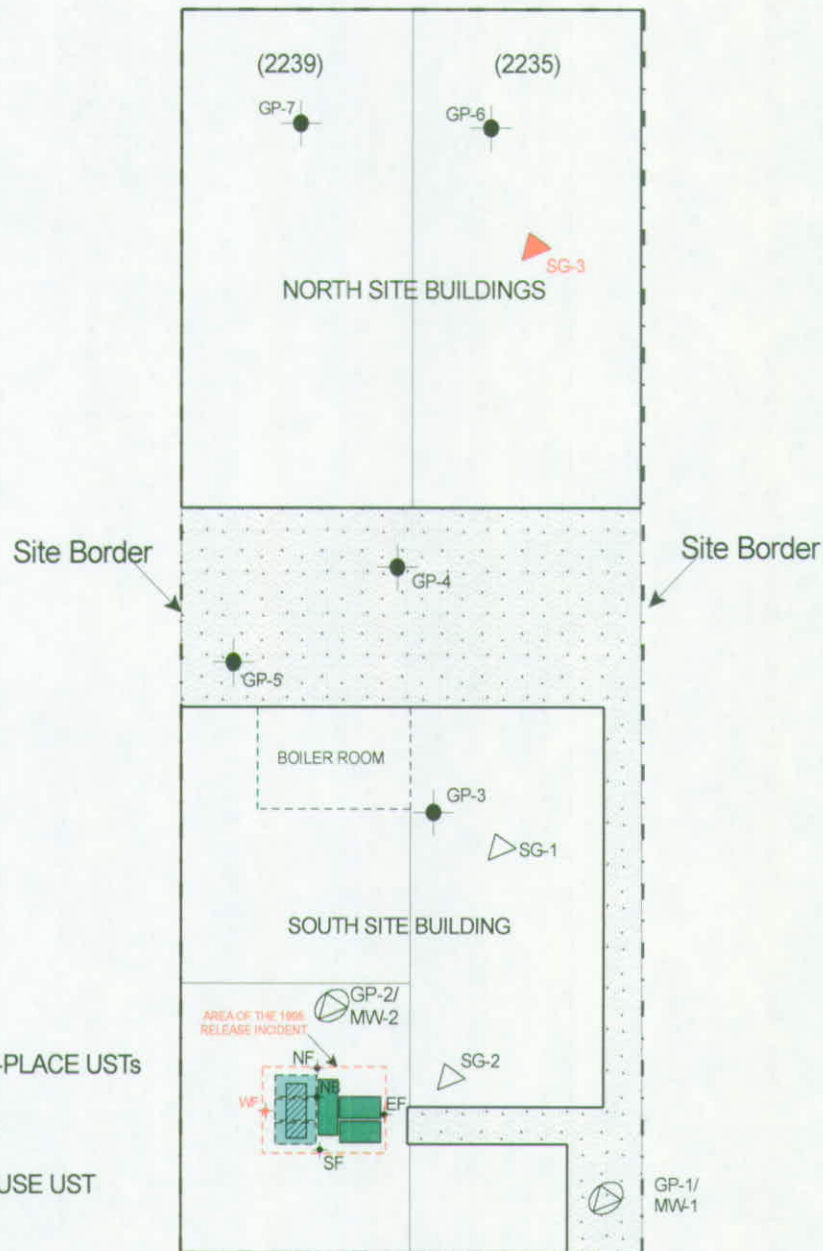 (2239)
(2235)
GP-7
GP-6
SG-3
NORTH SITE BUILDINGS
Site Border
Site Border
GP-4
GP-5
BOILER ROOM
GP-3
SG-1
SOUTH SITE BUILDING
GP-2/
MW-2
AREA OF THE 1995
RELEASE INCIDENT
-PLACE USTs
NF
SG-2
NB
WF
EF
SF
USE UST
GP-1/
MW-1